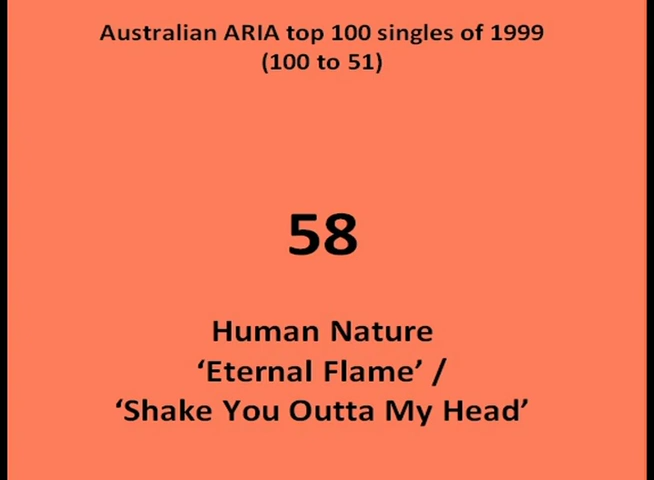 Australian ARIA top 100 singles of 1999
(100 to 51)
58
Human Nature
‘Eternal Flame’ /
‘Shake You Outta My Head’